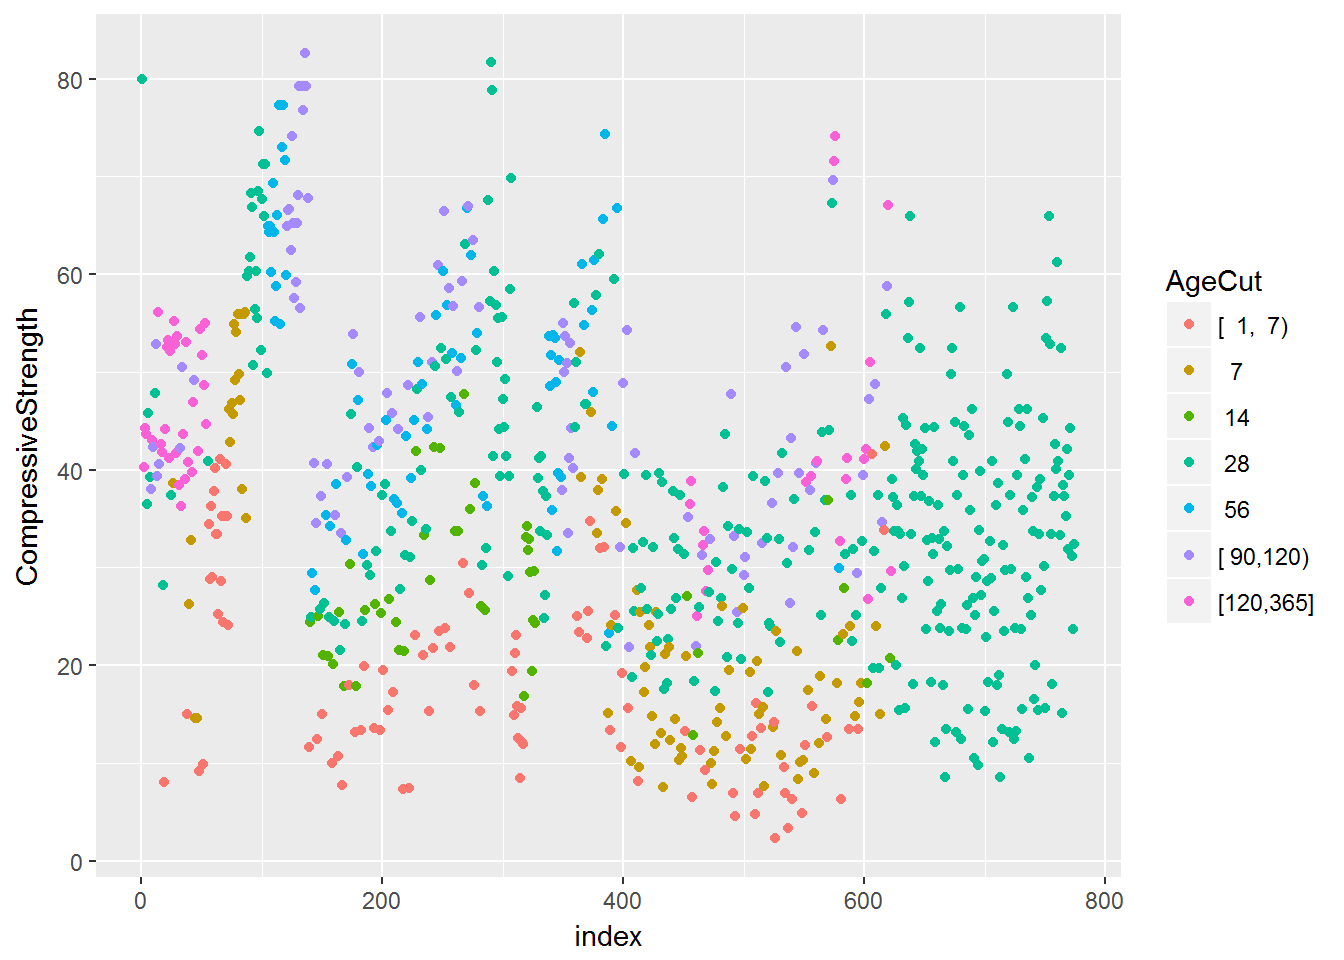 80
60
40
20
0
CompressiveStrength
0 200 400 600 800
index
AgeCut
[  1,  7)
7
14
28
56
[ 90,120)
[120,365]